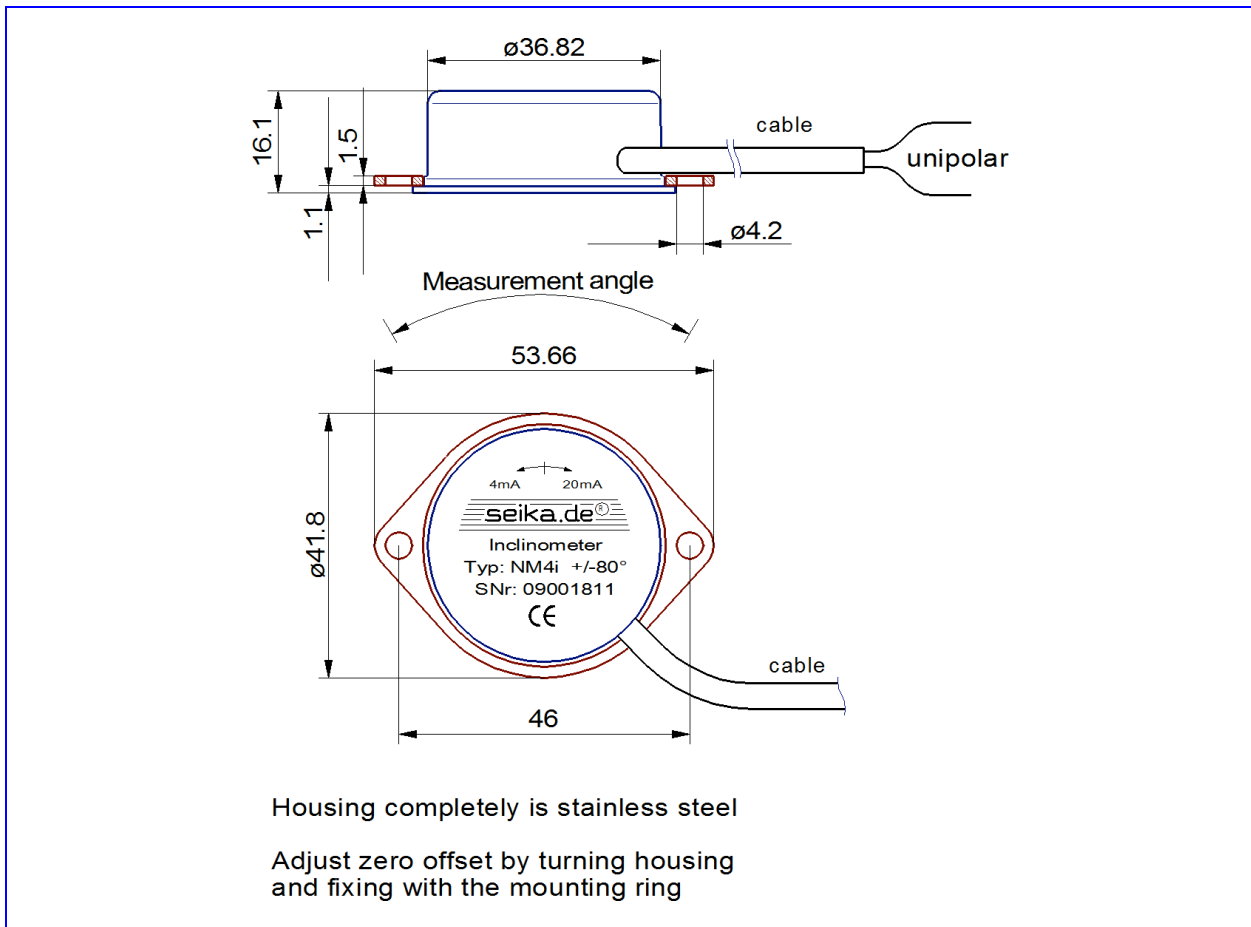 ø36.82
16.1
1.5
1.1
cable
unipolar
ø4.2
Measurement angle
53.66
ø41.8
4mA 20mA
seika.de®
Inclinometer
Typ: NM4i +/-80°
SNr: 09001811
CE
cable
46
Housing completely is stainless steel
Adjust zero offset by turning housing
and fixing with the mounting ring